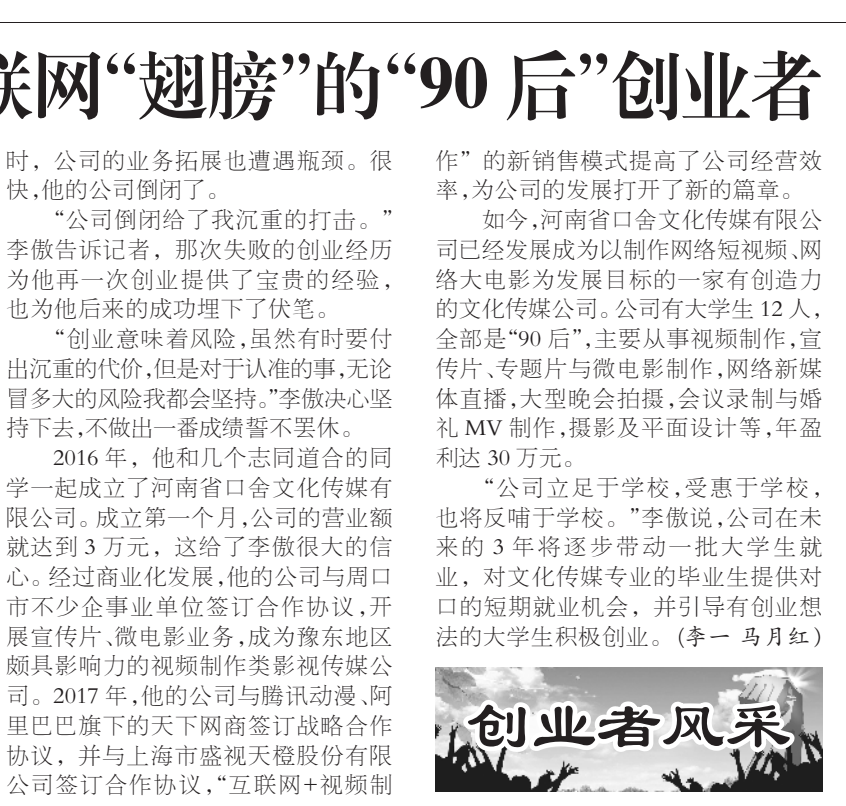 联网“翅膀”的“90 后”创业者
时，公司的业务拓展也遭遇瓶颈。很
快，他的公司倒闭了。
“公司倒闭给了我沉重的打击。”
李傲告诉记者，那次失败的创业经历
为他再一次创业提供了宝贵的经验，
也为他后来的成功埋下了伏笔。
“创业意味着风险，虽然有时要付
出沉重的代价，但是对于认准的事，无论
冒多大的风险我都会坚持。”李傲决心坚
持下去，不做出一番成绩誓不罢休。
2016 年，他和几个志同道合的同
学一起成立了河南省口舍文化传媒有
限公司。成立第一个月，公司的营业额
就达到 3 万元，这给了李傲很大的信
心。经过商业化发展，他的公司与周口
市不少企事业单位签订合作协议，开
展宣传片、微电影业务，成为豫东地区
颇具影响力的视频制作类影视传媒公
司。2017 年，他的公司与腾讯动漫、阿
里巴巴旗下的天下网商签订战略合作
协议，并与上海市盛视天橙股份有限
公司签订合作协议，“互联网+视频制
作”的新销售模式提高了公司经营效
率，为公司的发展打开了新的篇章。
如今，河南省口舍文化传媒有限公
司已经发展成为以制作网络短视频、网
络大电影为发展目标的一家有创造力
的文化传媒公司。公司有大学生 12 人，
全部是“90 后”，主要从事视频制作，宣
传片、专题片与微电影制作，网络新媒
体直播，大型晚会拍摄，会议录制与婚
礼 MV 制作，摄影及平面设计等，年盈
利达 30 万元。
“公司立足于学校，受惠于学校，
也将反哺于学校。”李傲说，公司在未
来的 3 年将逐步带动一批大学生就
业，对文化传媒专业的毕业生提供对
口的短期就业机会，并引导有创业想
法的大学生积极创业。(李一 马月红)
创业者风采